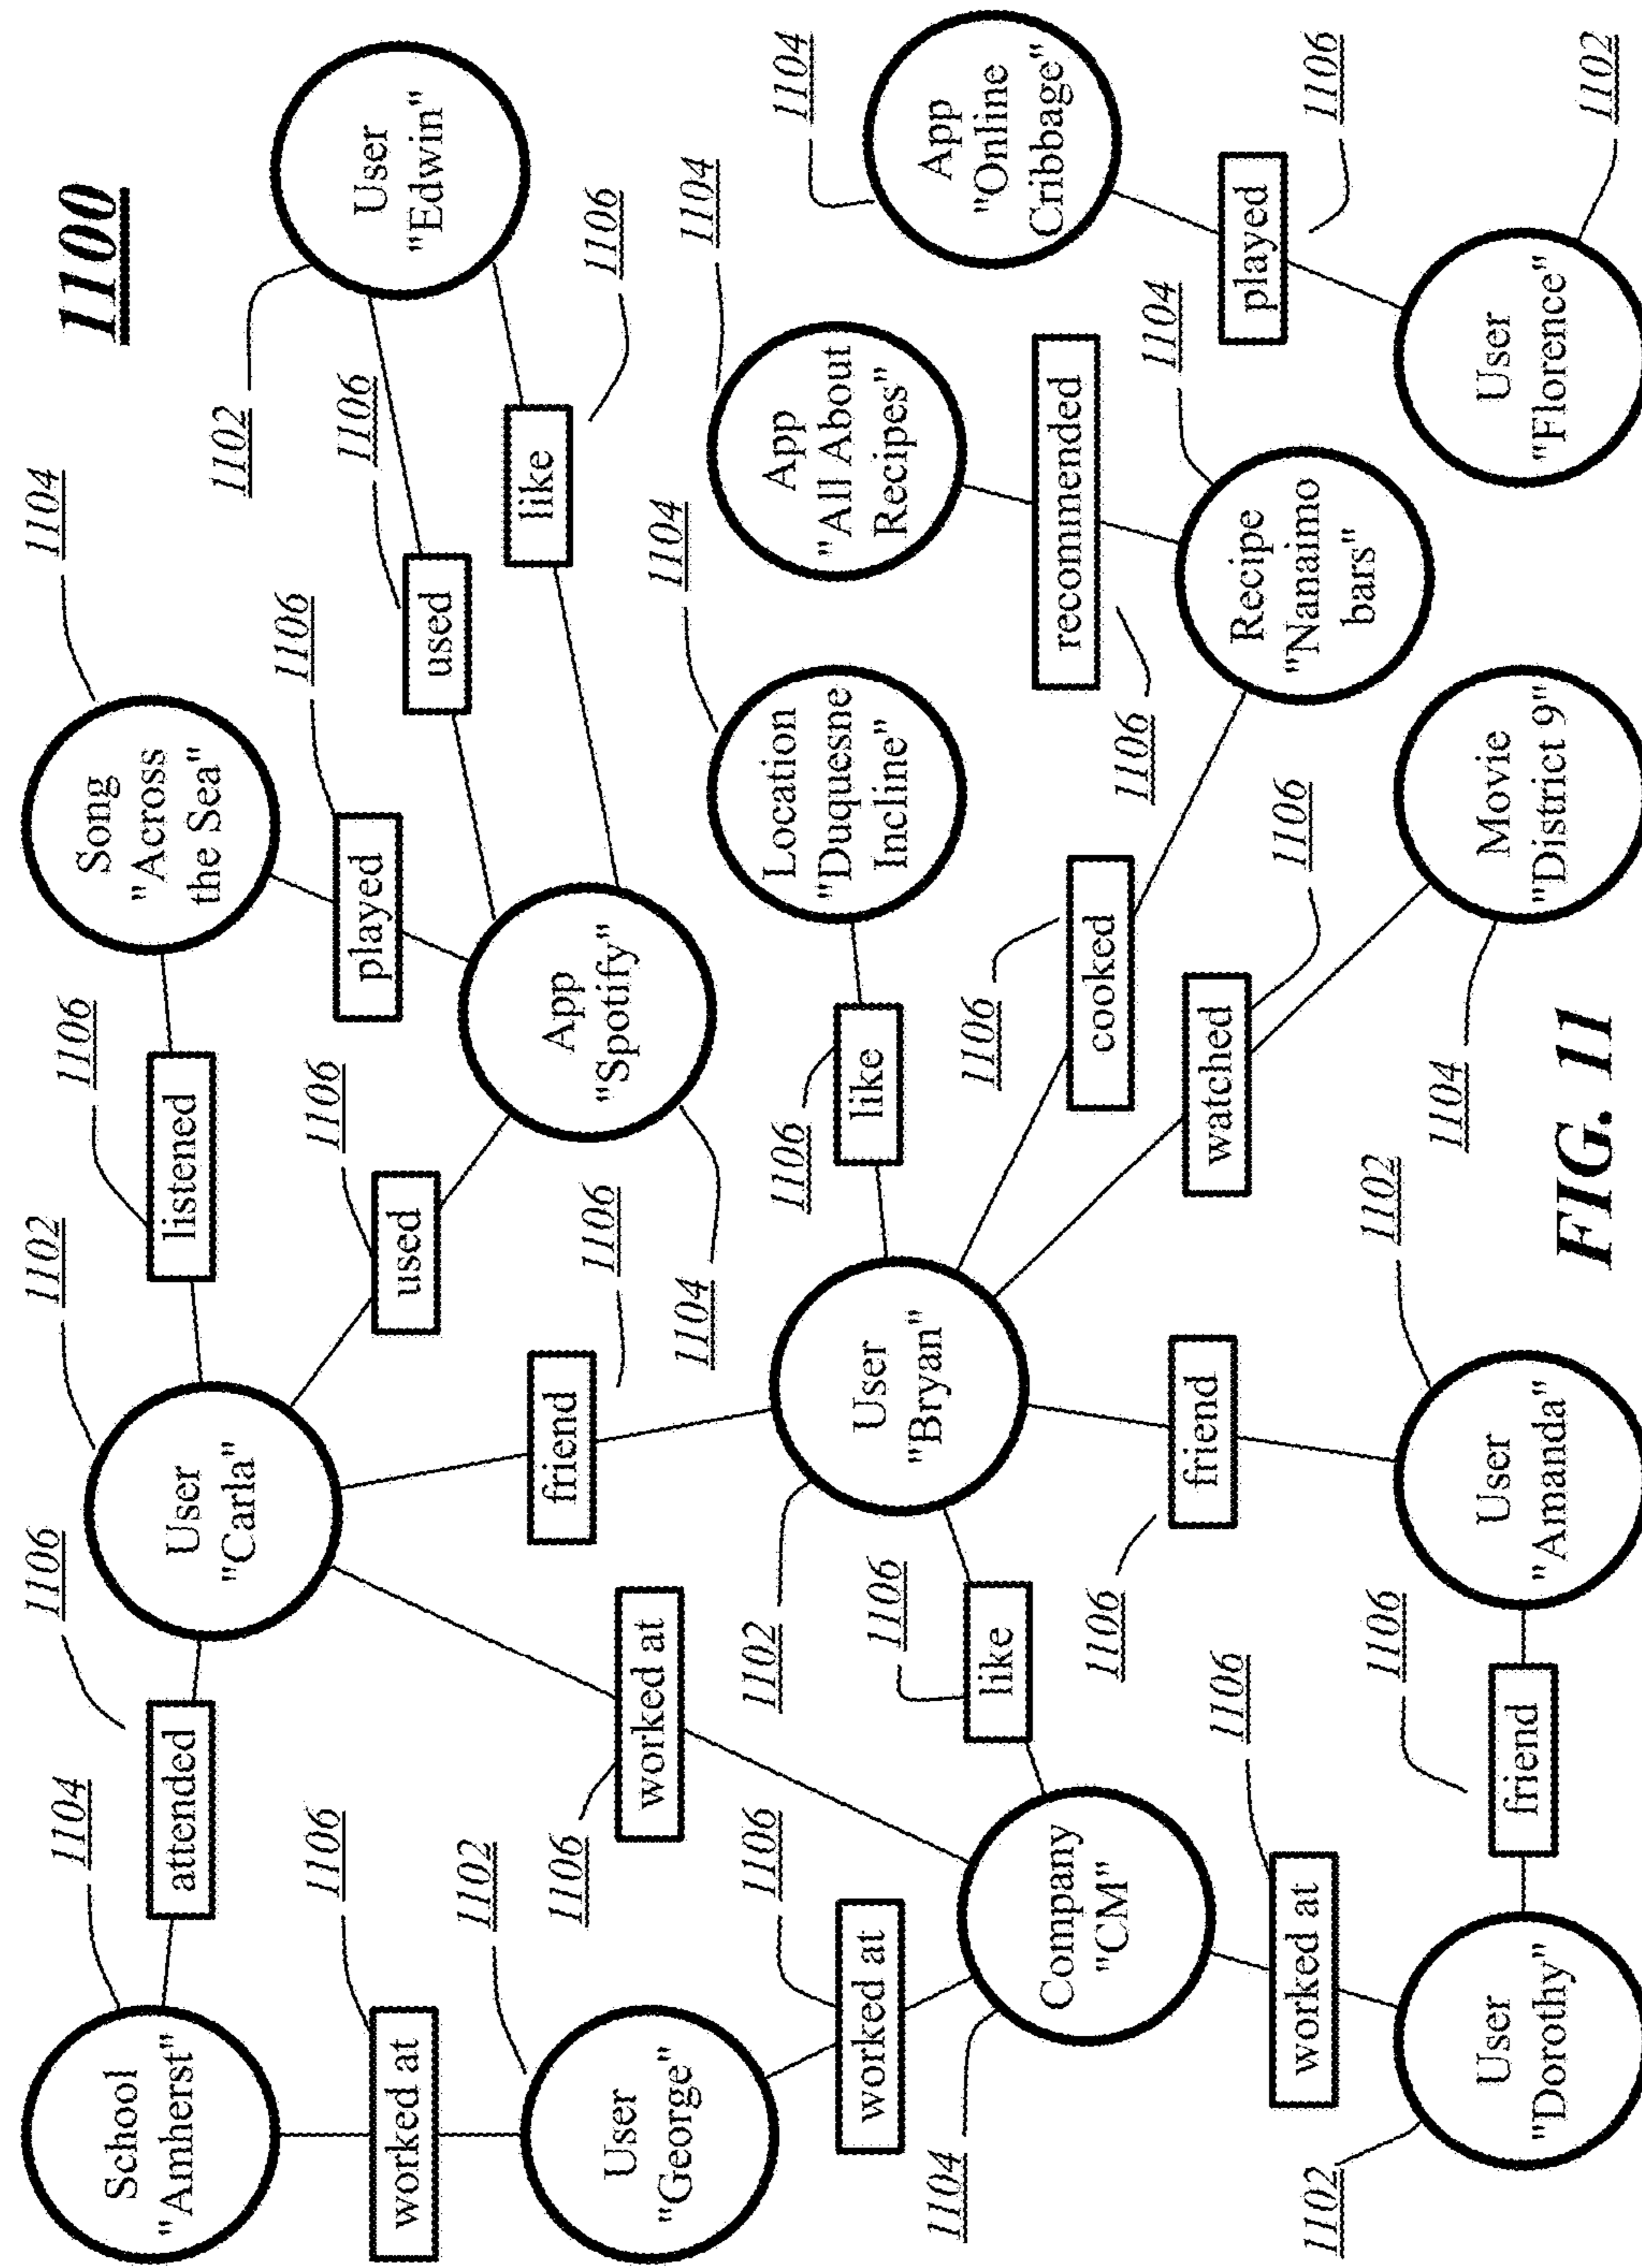 1100
1104
1106
1102
1106
1104
School
"Amherst"
attended
User
"Carla"
listened
Song
"Across
the Sea"
1102
1106
1106
1106
1106
worked at
used
played
used
User
"Edwin"
1102
1106
1106
friend
like
1106
User
"George"
worked at
App
"Spotify"
1104
1104
1104
1106
1102
1106
1104
worked at
1106
like
User
"Bryan"
like
Location
"Duquesne
Incline"
App
"All About
Recipes"
App
"Online
Cribbage"
1104
1106
Company
"CM"
like
1106
cooked
recommended
1106
1106
1104
1106
worked at
friend
watched
Recipe
"Nanaimo
bars"
played
1106
1102
1106
1102
1106
1104
User
"Dorothy"
friend
User
"Amanda"
Movie
"District 9"
User
"Florence"
1102
FIG. 11